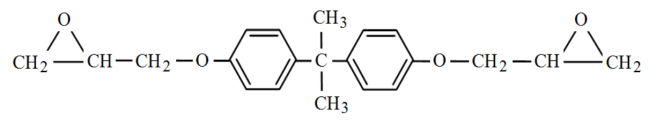 O CH₃ O
CH₂ CH CH₂ O C O CH₂ CH CH₂
CH₃